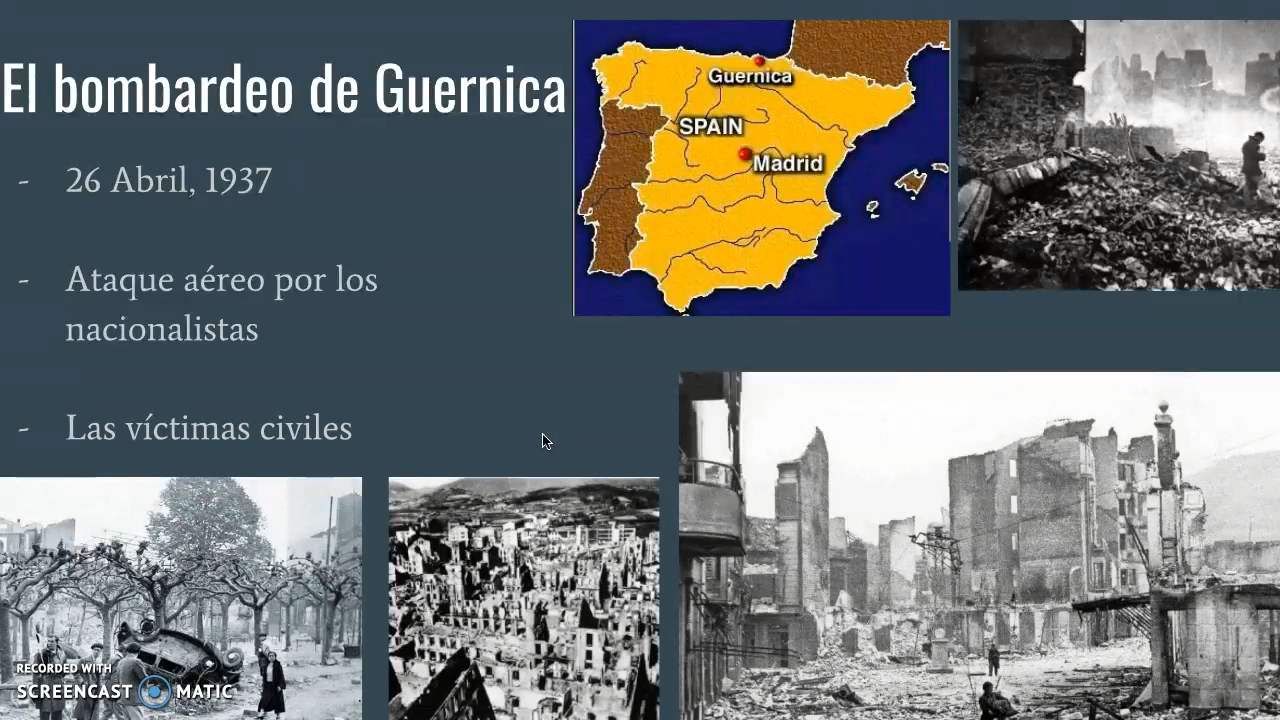 El bombardeo de Guernica
- 26 Abril, 1937
- Ataque aéreo por los
nacionalistas
- Las víctimas civiles
Guernica
SPAIN
Madrid
RECORDED WITH
SCREENCAST MATIC